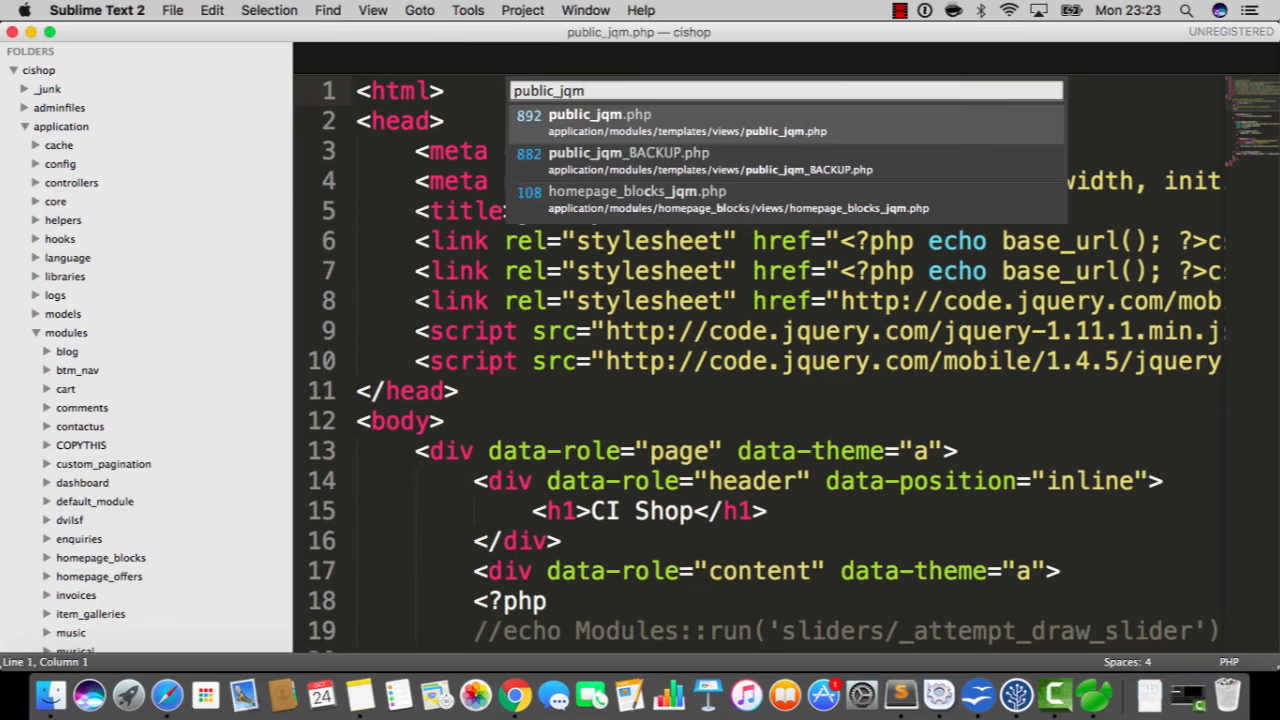 Sublime Text 2 File Edit Selection Find View Goto Tools Project Window Help Mon 23:23
public_jqm.php — cishop UNREGISTERED
FOLDERS
cishop
_junk
adminfiles
application
cache
config
controllers
core
helpers
hooks
language
libraries
logs
models
modules
blog
btm_nav
cart
comments
contactus
COPYTHIS
custom_pagination
dashboard
default_module
dvilsf
enquiries
homepage_blocks
homepage_offers
invoices
item_galleries
music
musical
public_jqm
892 public_jqm.php
application/modules/templates/views/public_jqm.php
882 public_jqm_BACKUP.php
application/modules/templates/views/public_jqm_BACKUP.php
108 homepage_blocks_jqm.php
application/modules/homepage_blocks/views/homepage_blocks_jqm.php
1 <html>
2 <head>
3 <meta
4 <meta width, init
5 <title>
6 <link rel="stylesheet" href="<?php echo base_url(); ?>cs
7 <link rel="stylesheet" href="<?php echo base_url(); ?>cs
8 <link rel="stylesheet" href="http://code.jquery.com/mob
9 <script src="http://code.jquery.com/jquery-1.11.1.min.js
10 <script src="http://code.jquery.com/mobile/1.4.5/jquery
11 </head>
12 <body>
13 <div data-role="page" data-theme="a">
14 <div data-role="header" data-position="inline">
15 <h1>CI Shop</h1>
16 </div>
17 <div data-role="content" data-theme="a">
18 <?php
19 //echo Modules::run('sliders/_attempt_draw_slider')
Line 1, Column 1 Spaces: 4 PHP
OCT
24